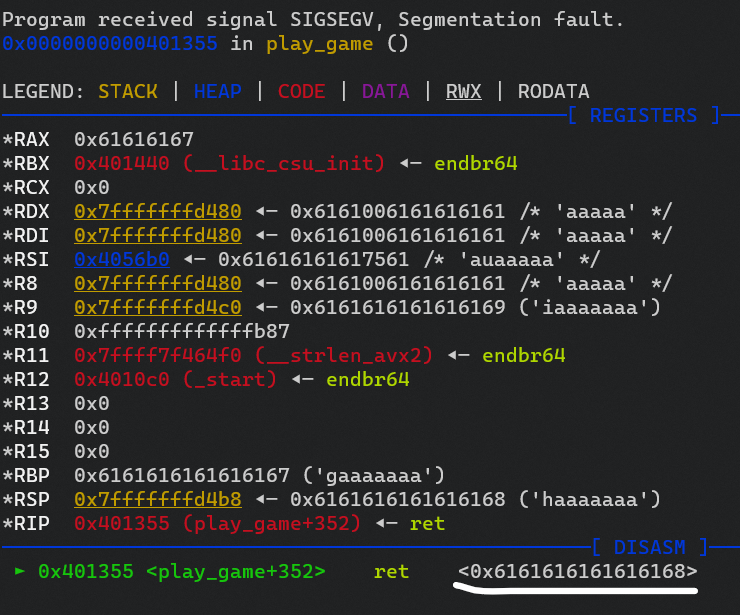 Program received signal SIGSEGV, Segmentation fault.
0x0000000000401355 in play_game ()
LEGEND: STACK | HEAP | CODE | DATA | RWX | RODATA
[ REGISTERS ]
*RAX 0x61616167
*RBX 0x401440 (__libc_csu_init) ◂— endbr64
*RCX 0x0
*RDX 0x7fffffffd480 ◂— 0x6161006161616161 /* 'aaaaa' */
*RDI 0x7fffffffd480 ◂— 0x6161006161616161 /* 'aaaaa' */
*RSI 0x4056b0 ◂— 0x61616161617561 /* 'auaaaaa' */
*R8 0x7fffffffd480 ◂— 0x6161006161616161 /* 'aaaaa' */
*R9 0x7fffffffd4c0 ◂— 0x6161616161616169 ('iaaaaaaa')
*R10 0xfffffffffffffb87
*R11 0x7ffff7f464f0 (__strlen_avx2) ◂— endbr64
*R12 0x4010c0 (_start) ◂— endbr64
*R13 0x0
*R14 0x0
*R15 0x0
*RBP 0x6161616161616167 ('gaaaaaaa')
*RSP 0x7fffffffd4b8 ◂— 0x6161616161616168 ('haaaaaaa')
*RIP 0x401355 (play_game+352) ◂— ret
[ DISASM ]
► 0x401355 <play_game+352> ret <0x6161616161616168>